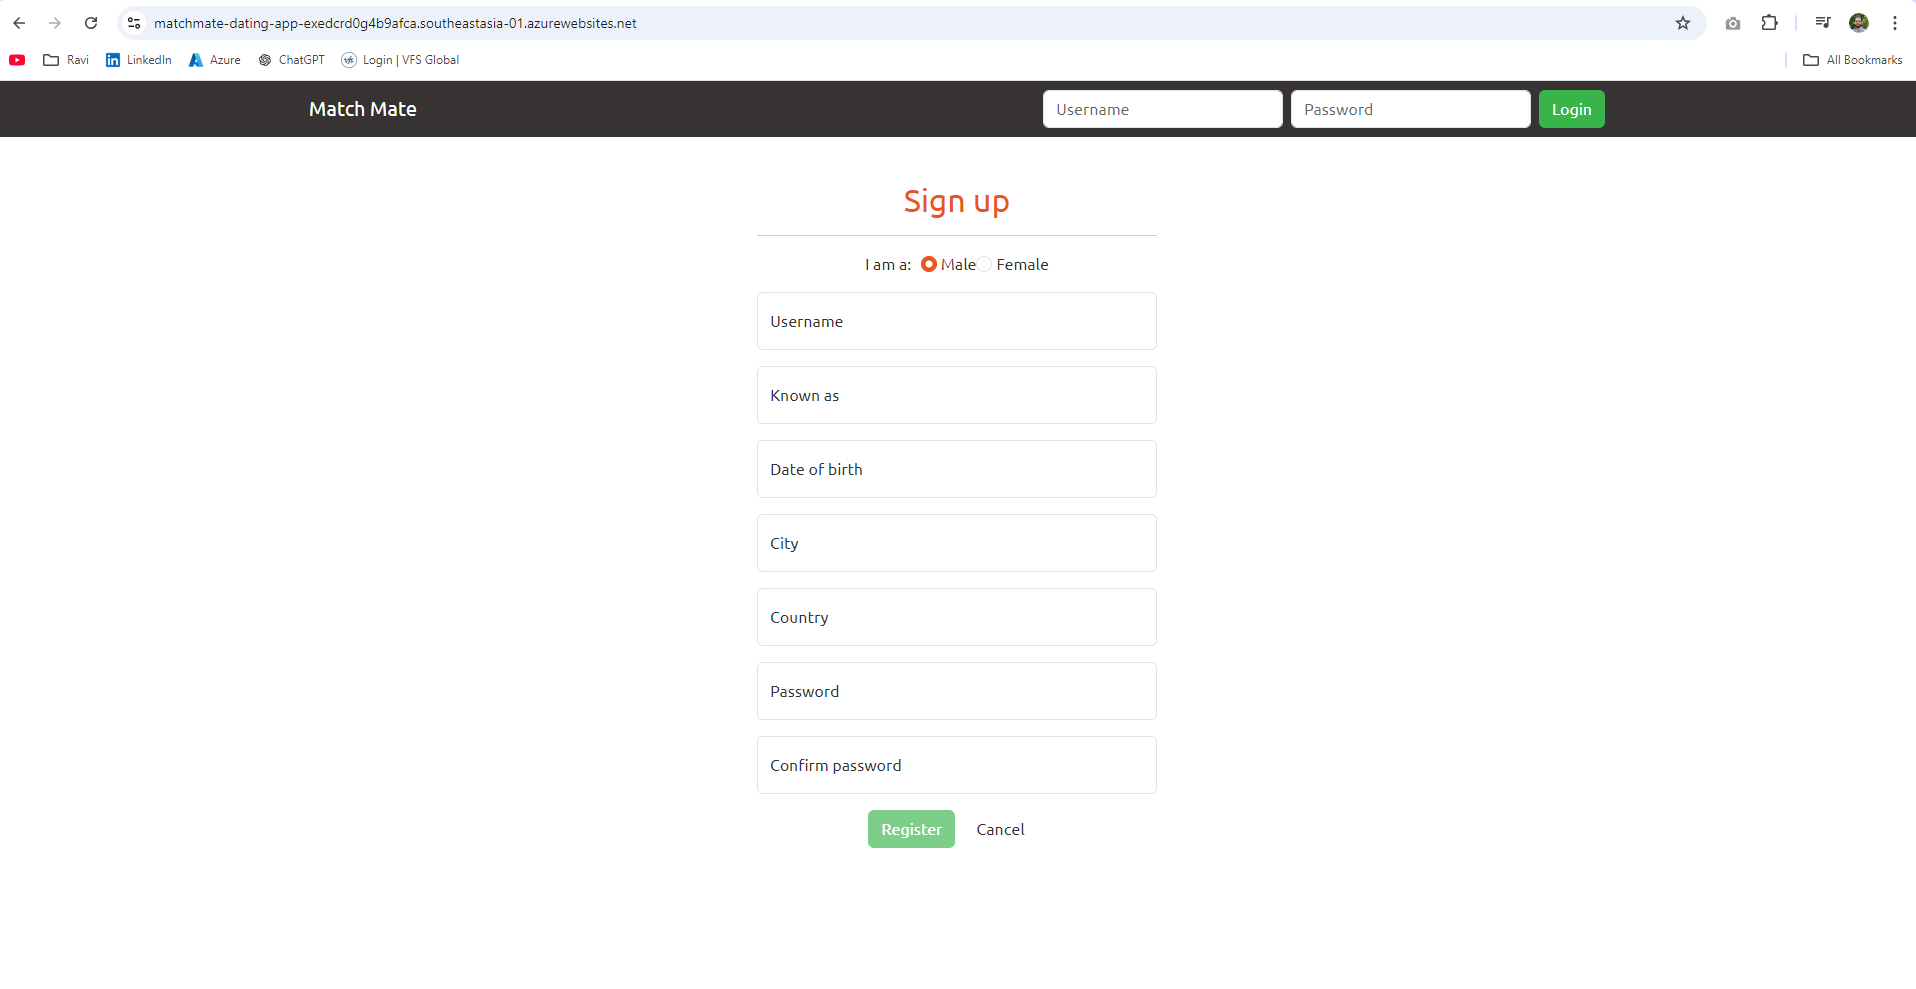 matchmate-dating-app-exedcrd0g4b9afca.southeastasia-01.azurewebsites.net
Ravi LinkedIn Azure ChatGPT Login | VFS Global All Bookmarks
Match Mate Username Password Login
Sign up
I am a: Male Female
Username
Known as
Date of birth
City
Country
Password
Confirm password
Register Cancel